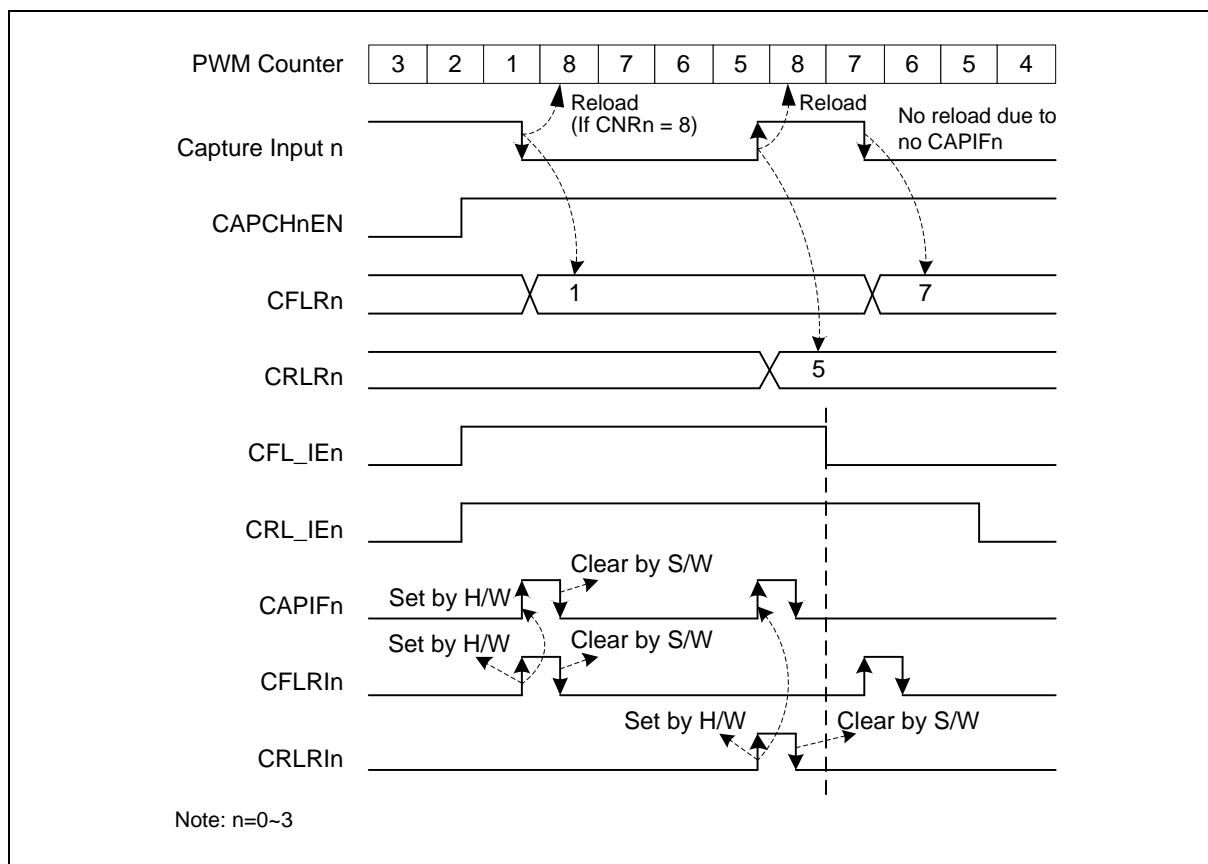 PWM Counter 3 2 1 8 7 6 5 8 7 6 5 4
Reload
(If CNRn = 8)
Reload
No reload due to
no CAPIFn
Capture Input n
CAPCHnEN
CFLRn 1 7
CRLRn 5
CFL_IEn
CRL_IEn
Clear by S/W
CAPIFn Set by H/W
Set by H/W Clear by S/W
CFLRIn
Set by H/W Clear by S/W
CRLRIn
Note: n=0~3